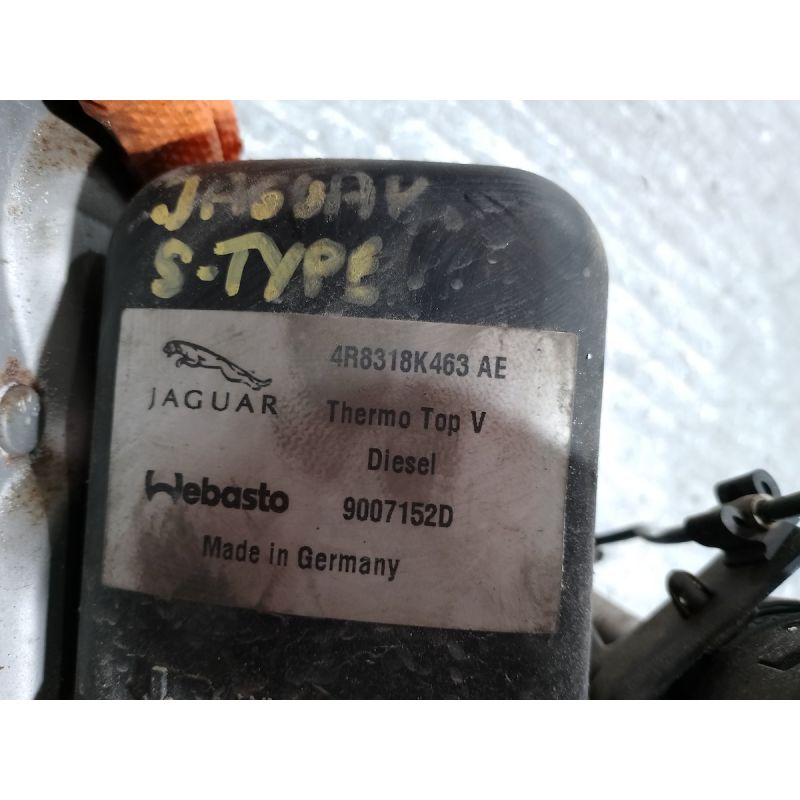 JAGUAR
S-TYPE
4R8318K463 AE
JAGUAR
Thermo Top V
Diesel
Webasto
9007152D
Made in Germany